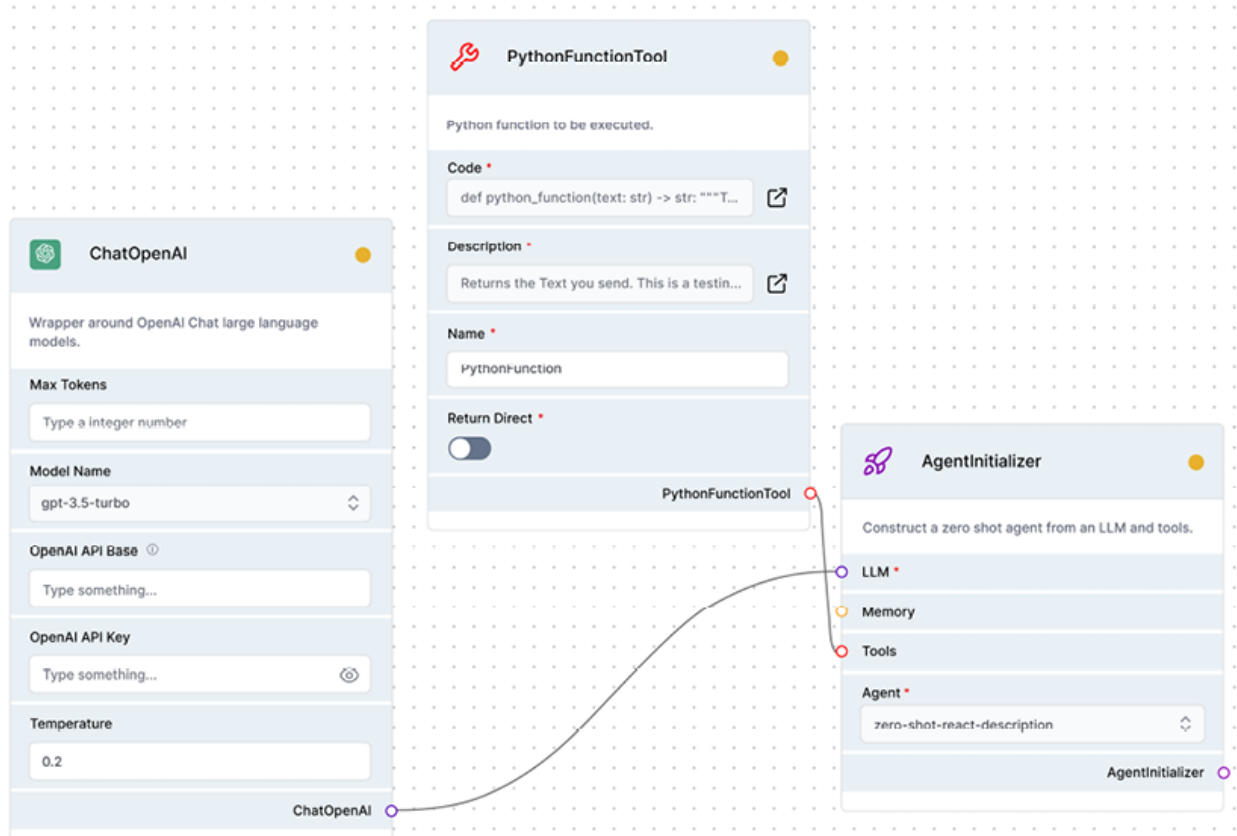 PythonFunctionTool
Python function to be executed.
Code *
def python_function(text: str) -> str: """T...
Description *
Returns the Text you send. This is a testin...
Name *
PythonFunction
Return Direct *
PythonFunctionTool
ChatOpenAI
Wrapper around OpenAI Chat large language
models.
Max Tokens
Type a integer number
Model Name
gpt-3.5-turbo
OpenAI API Base
Type something...
OpenAI API Key
Type something...
Temperature
0.2
ChatOpenAI
AgentInitializer
Construct a zero shot agent from an LLM and tools.
LLM *
Memory
Tools
Agent *
zero-shot-react-description
AgentInitializer